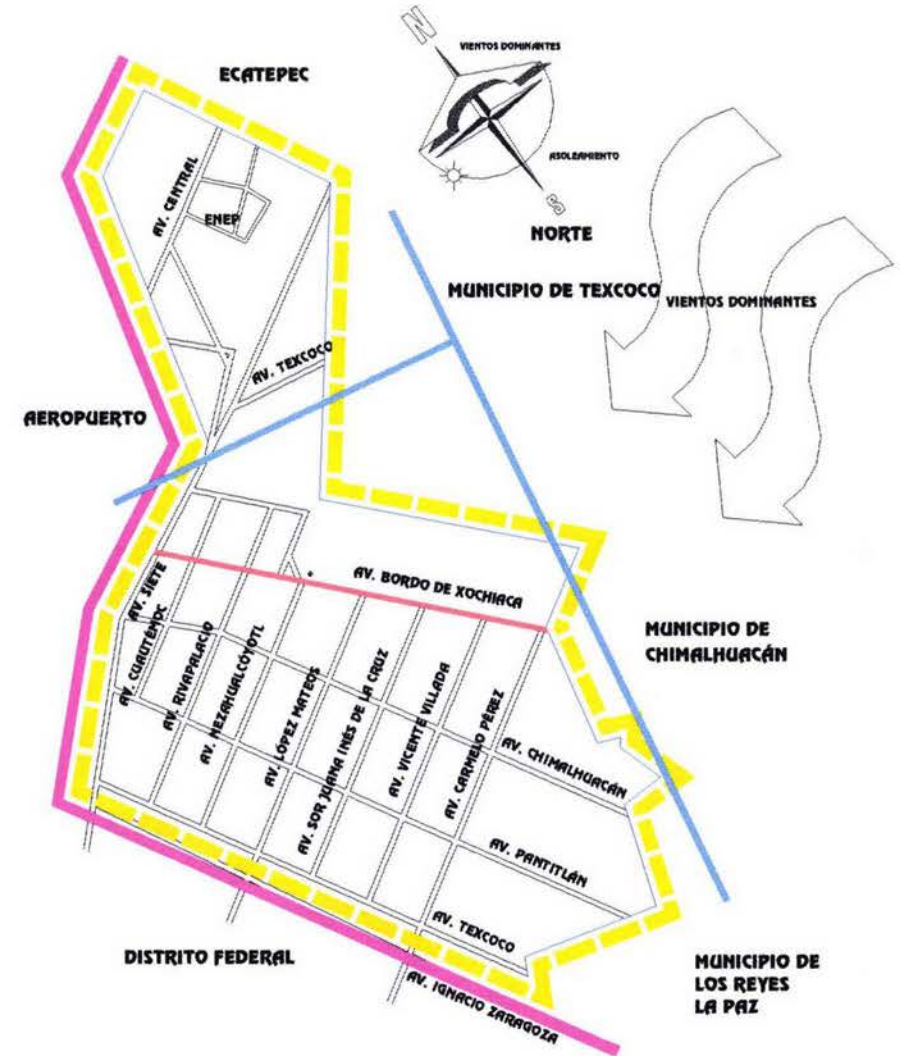 N
VIENTOS DOMINANTES
ECATEPEC
ASOLEAMIENTO
AV. CENTRAL
ENEP
S
NORTE
MUNICIPIO DE TEXCOCO
VIENTOS DOMINANTES
AV. TEXCOCO
AEROPUERTO
AV. BORDO DE XOCHIACA
AV. SIETE
AV. CUAUTÉMOC
AV. RIVAPALACIO
AV. NEZAHUALCÓYOTL
AV. LÓPEZ MATEOS
AV. SOR JUANA INÉS DE LA CRUZ
AV. VICENTE VILLADA
AV. CARMELO PÉREZ
MUNICIPIO DE
CHIMALHUACÁN
AV. CHIMALHUACÁN
AV. PANTITLÁN
AV. TEXCOCO
DISTRITO FEDERAL
AV. IGNACIO ZARAGOZA
MUNICIPIO DE
LOS REYES
LA PAZ